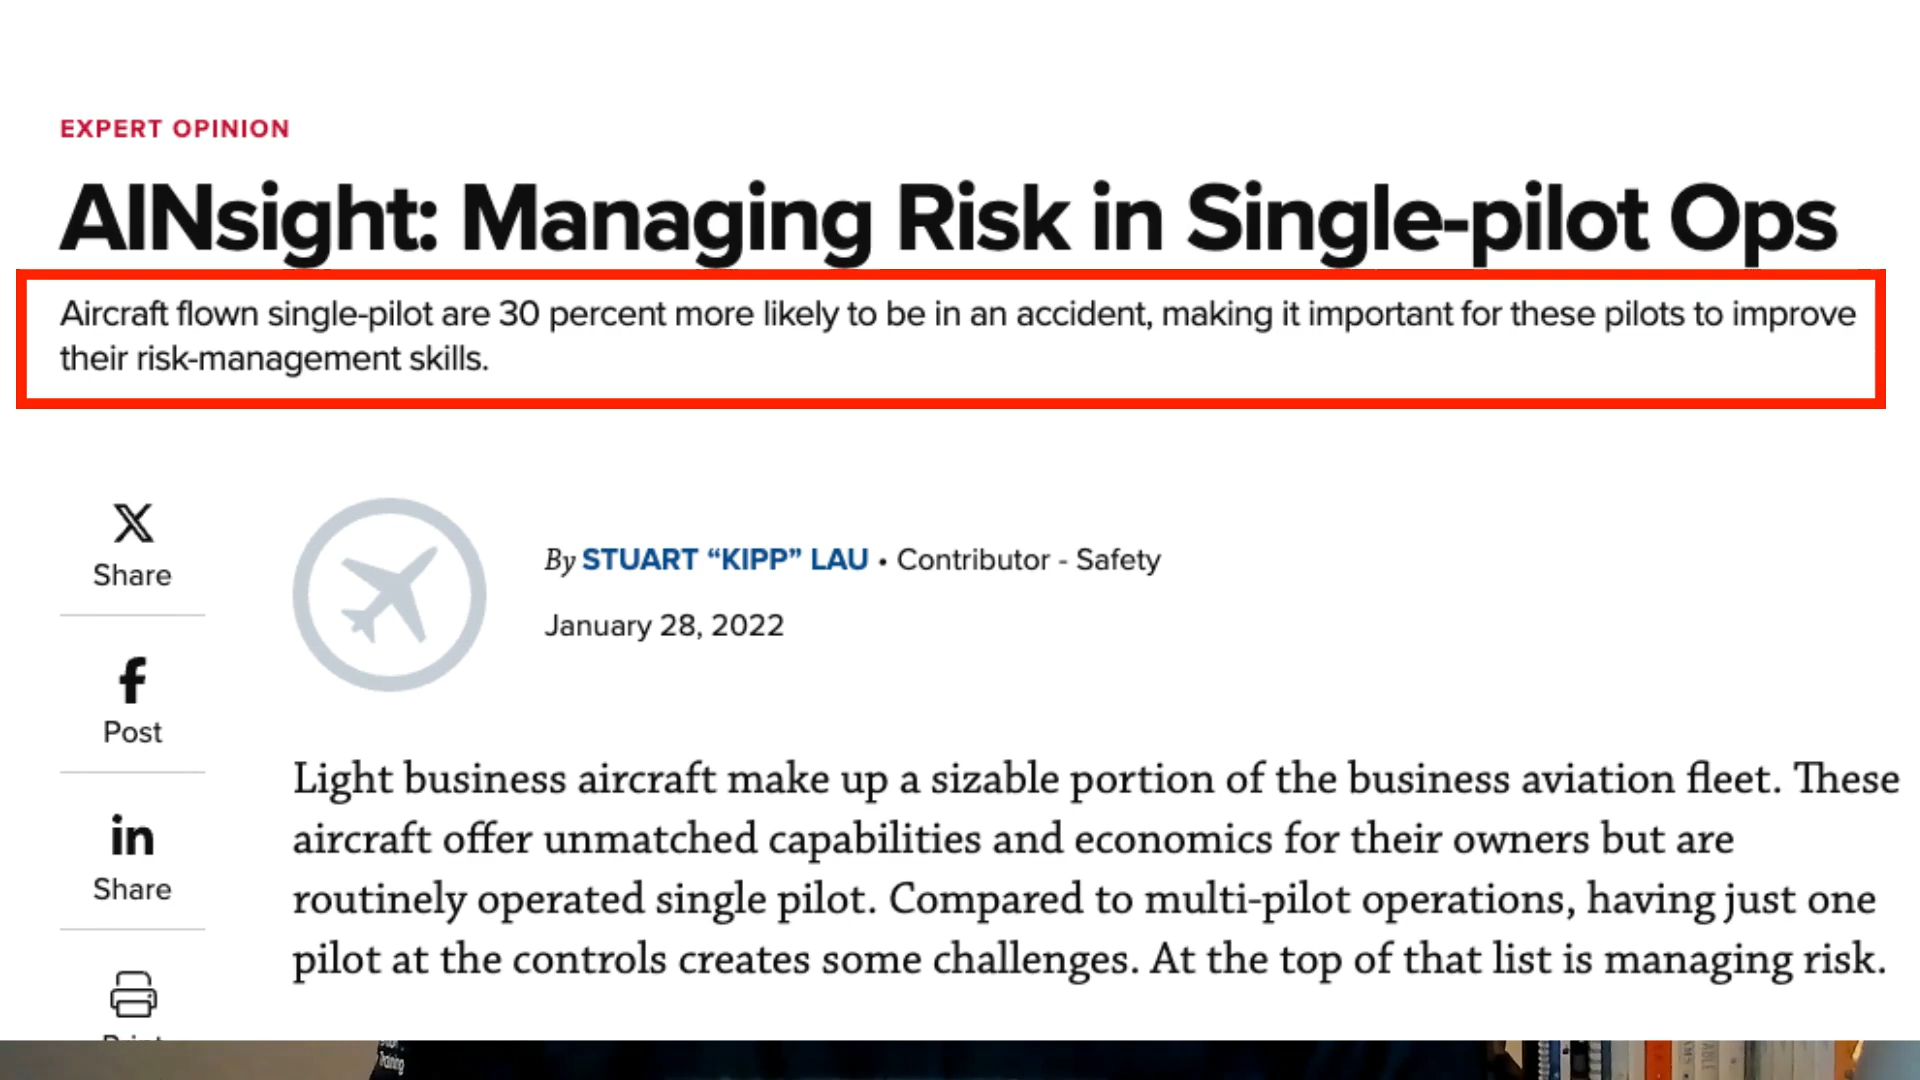 EXPERT OPINION
AINsight: Managing Risk in Single-pilot Ops
Aircraft flown single-pilot are 30 percent more likely to be in an accident, making it important for these pilots to improve
their risk-management skills.
Share
By STUART “KIPP” LAU • Contributor - Safety
January 28, 2022
Post
Share
Light business aircraft make up a sizable portion of the business aviation fleet. These
aircraft offer unmatched capabilities and economics for their owners but are
routinely operated single pilot. Compared to multi-pilot operations, having just one
pilot at the controls creates some challenges. At the top of that list is managing risk.
Training